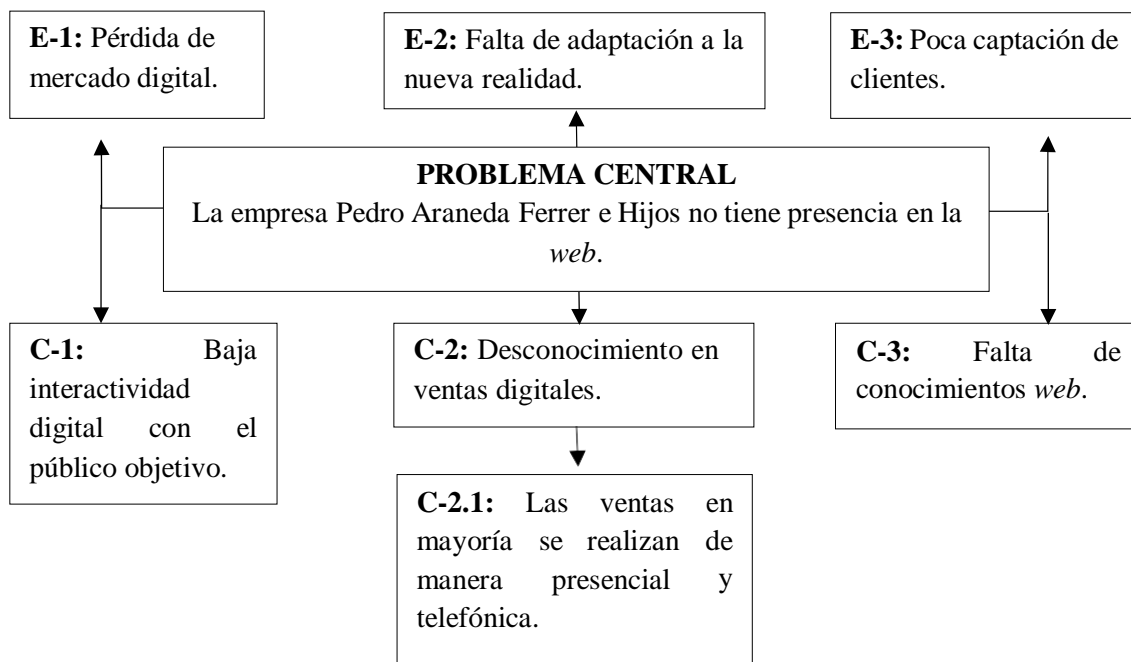 E-1: Pérdida de
mercado digital.
E-2: Falta de adaptación a la
nueva realidad.
E-3: Poca captación de
clientes.
PROBLEMA CENTRAL
La empresa Pedro Araneda Ferrer e Hijos no tiene presencia en la
web.
C-1: Baja
interactividad
digital con el
público objetivo.
C-2: Desconocimiento en
ventas digitales.
C-3: Falta de
conocimientos web.
C-2.1: Las ventas en
mayoría se realizan de
manera presencial y
telefónica.